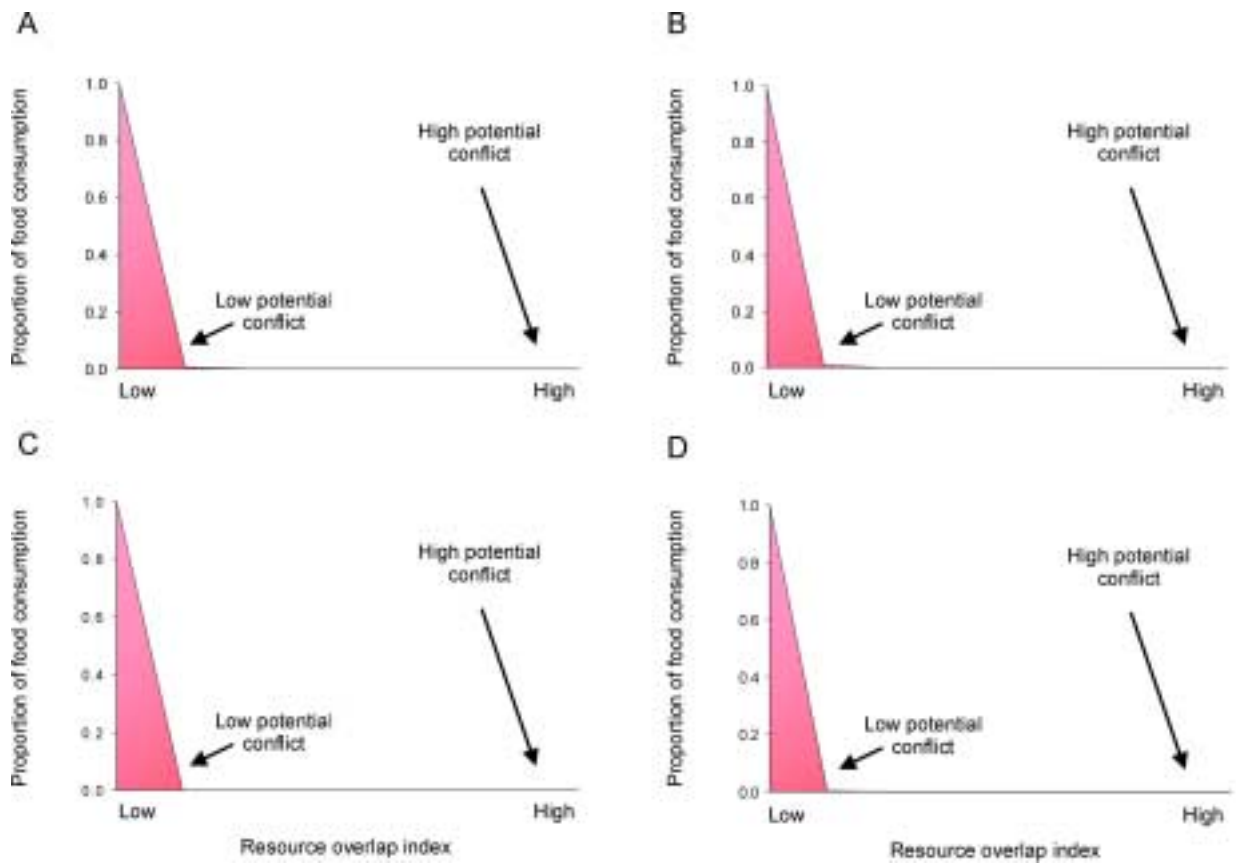 A
Proportion of food consumption
1.0
0.8
0.6
0.4
0.2
0.0
High potential
conflict
Low potential
conflict
Low
High
B
Proportion of food consumption
1.0
0.8
0.6
0.4
0.2
0.0
High potential
conflict
Low potential
conflict
Low
High
C
Proportion of food consumption
1.0
0.8
0.6
0.4
0.2
0.0
High potential
conflict
Low potential
conflict
Low
High
Resource overlap index
D
Proportion of food consumption
1.0
0.8
0.6
0.4
0.2
0.0
High potential
conflict
Low potential
conflict
Low
High
Resource overlap index